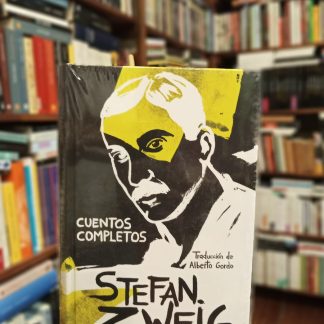 CUENTOS
COMPLETOS
Traducción de
Alberto Gordo
STEFAN
ZWEIG